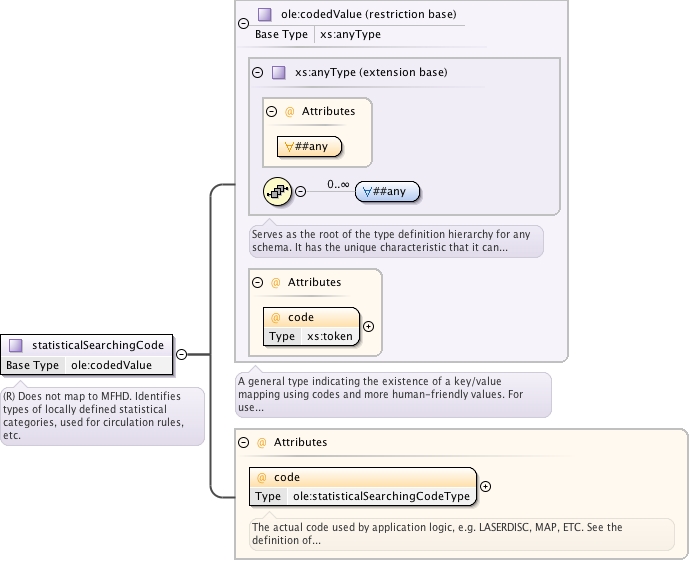 ole:codedValue (restriction base)
Base Type xs:anyType
xs:anyType (extension base)
@ Attributes
∀##any
0..∞ ∀##any
Serves as the root of the type definition hierarchy for any
schema. It has the unique characteristic that it can...
@ Attributes
@ code
Type xs:token
statisticalSearchingCode
Base Type ole:codedValue
(R) Does not map to MFHD. Identifies
types of locally defined statistical
categories, used for circulation rules,
etc.
A general type indicating the existence of a key/value
mapping using codes and more human-friendly values. For
use...
@ Attributes
@ code
Type ole:statisticalSearchingCodeType
The actual code used by application logic, e.g. LASERDISC, MAP, ETC. See the
definition of...